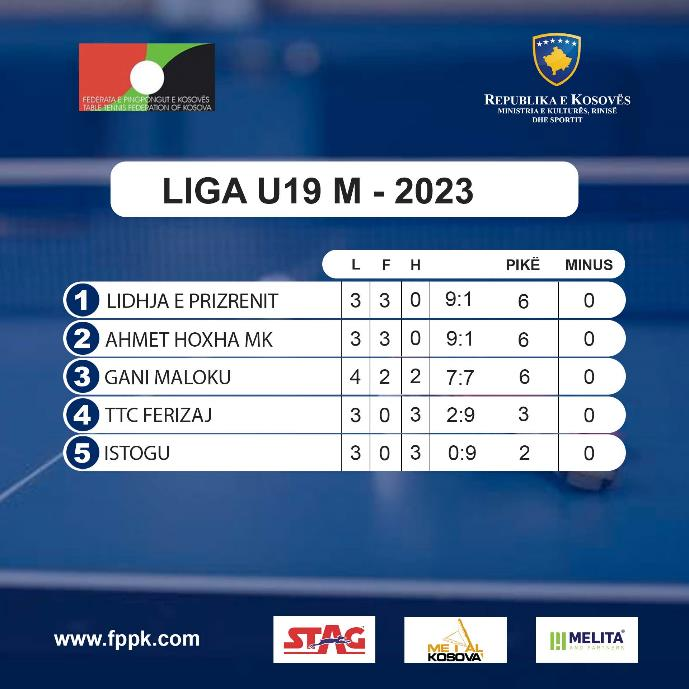 FEDERATA E PINGPONGUT E KOSOVËS
TABLE TENNIS FEDERATION OF KOSOVA
REPUBLIKA E KOSOVËS
MINISTRIA E KULTURËS, RINISË
DHE SPORTIT
LIGA U19 M - 2023
L F H PIKË MINUS
1 LIDHJA E PRIZRENIT 3 3 0 9:1 6 0
2 AHMET HOXHA MK 3 3 0 9:1 6 0
3 GANI MALOKU 4 2 2 7:7 6 0
4 TTC FERIZAJ 3 0 3 2:9 3 0
5 ISTOGU 3 0 3 0:9 2 0
www.fppk.com
STAG
METAL
KOSOVA
MELITA
AND PARTNERS